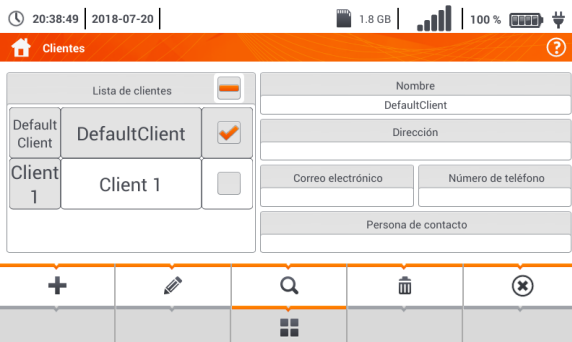 20:38:49 2018-07-20 1.8 GB 100 %
Clientes
Lista de clientes
Default
Client
DefaultClient
Client
1
Client 1
Nombre
DefaultClient
Dirección
Correo electrónico Número de teléfono
Persona de contacto